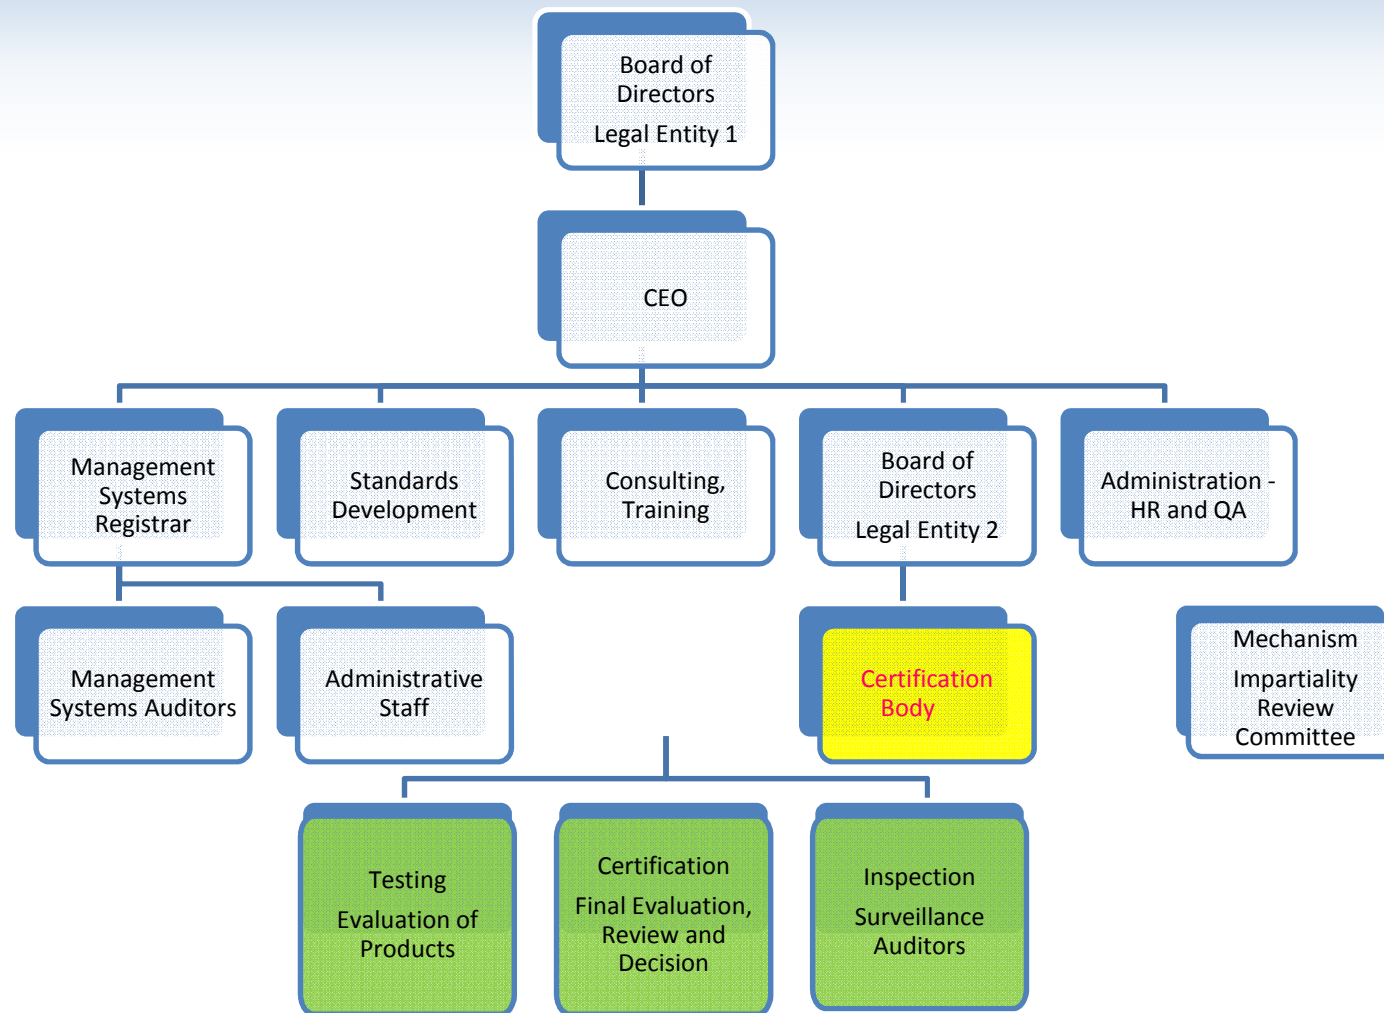 Board of
Directors
Legal Entity 1
CEO
Management
Systems
Registrar
Standards
Development
Consulting,
Training
Board of
Directors
Legal Entity 2
Administration -
HR and QA
Management
Systems Auditors
Administrative
Staff
Certification
Body
Mechanism
Impartiality
Review
Committee
Testing
Evaluation of
Products
Certification
Final Evaluation,
Review and
Decision
Inspection
Surveillance
Auditors